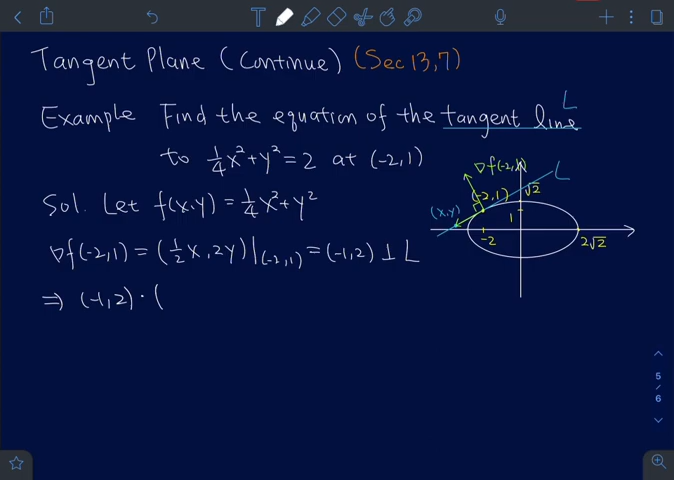 Tangent Plane (Continue) (Sec 13,7)
Example Find the equation of the tangent line L
to 1/4 x² + y² = 2 at (-2,1)
Sol. Let f(x,y) = 1/4 x² + y²
∇f(-2,1) = (1/2 x, 2y)|(-2,1) = (-1,2) ⊥ L
⇒ (-1,2) · (
∇f(-2,1)
L
(-2,1) √2
(x,y)
1
-2
2√2
5
/
6